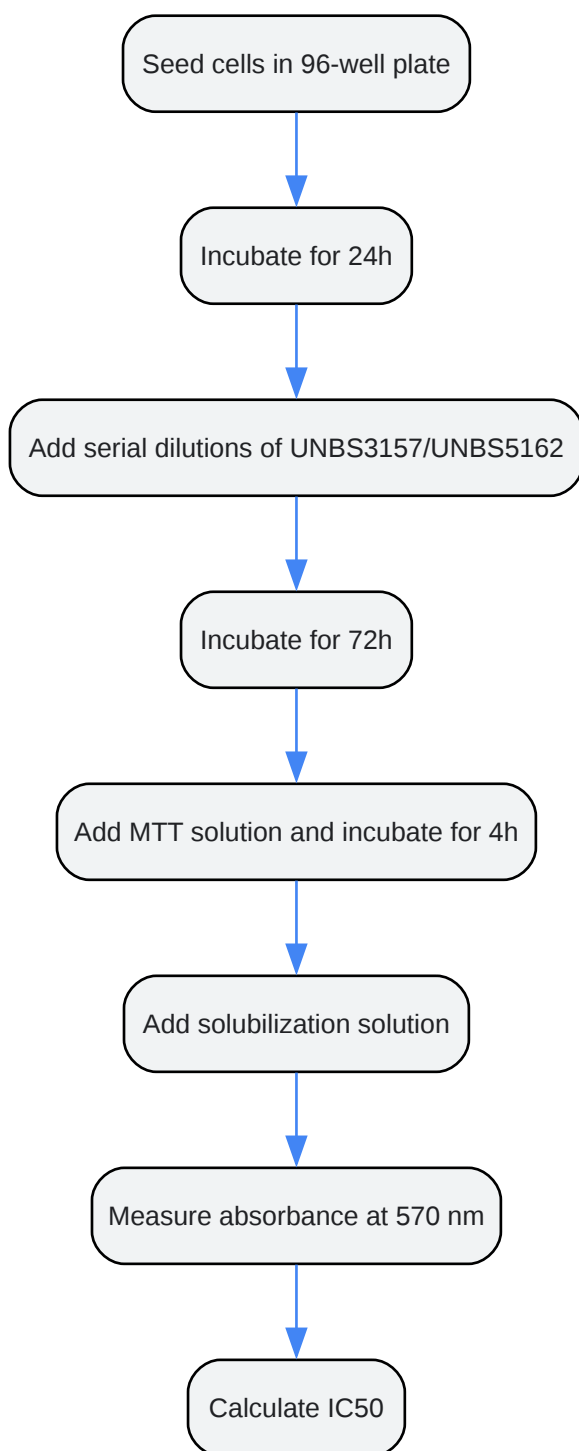 Seed cells in 96-well plate
Incubate for 24h
Add serial dilutions of UNBS3157/UNBS5162
Incubate for 72h
Add MTT solution and incubate for 4h
Add solubilization solution
Measure absorbance at 570 nm
Calculate IC50